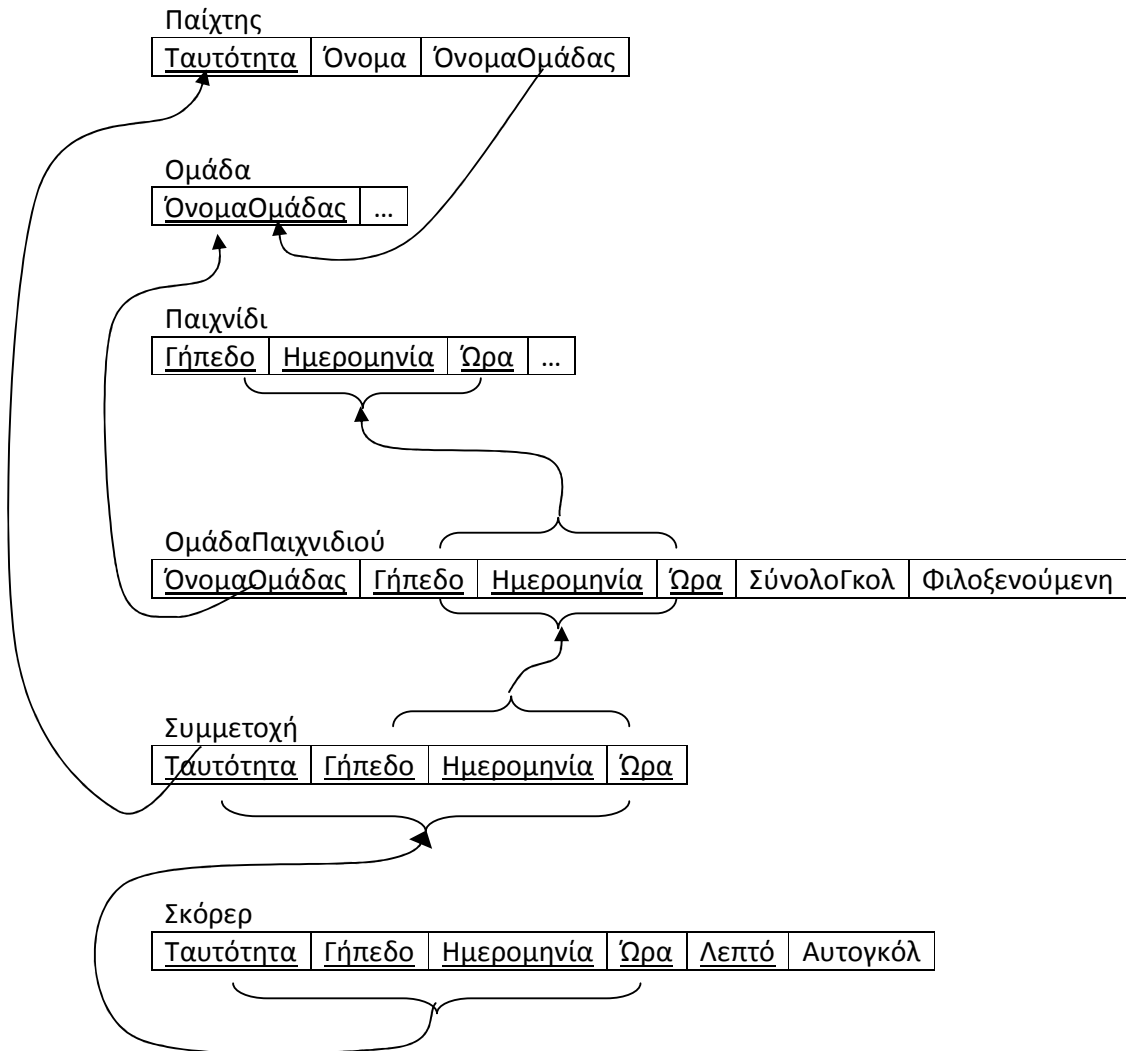 Παίχτης
Ταυτότητα Όνομα ΌνομαΟμάδας
Ομάδα
ΌνομαΟμάδας ...
Παιχνίδι
Γήπεδο Ημερομηνία Ώρα ...
ΟμάδαΠαιχνιδιού
ΌνομαΟμάδας Γήπεδο Ημερομηνία Ώρα ΣύνολοΓκολ Φιλοξενούμενη
Συμμετοχή
Ταυτότητα Γήπεδο Ημερομηνία Ώρα
Σκόρερ
Ταυτότητα Γήπεδο Ημερομηνία Ώρα Λεπτό Αυτογκόλ